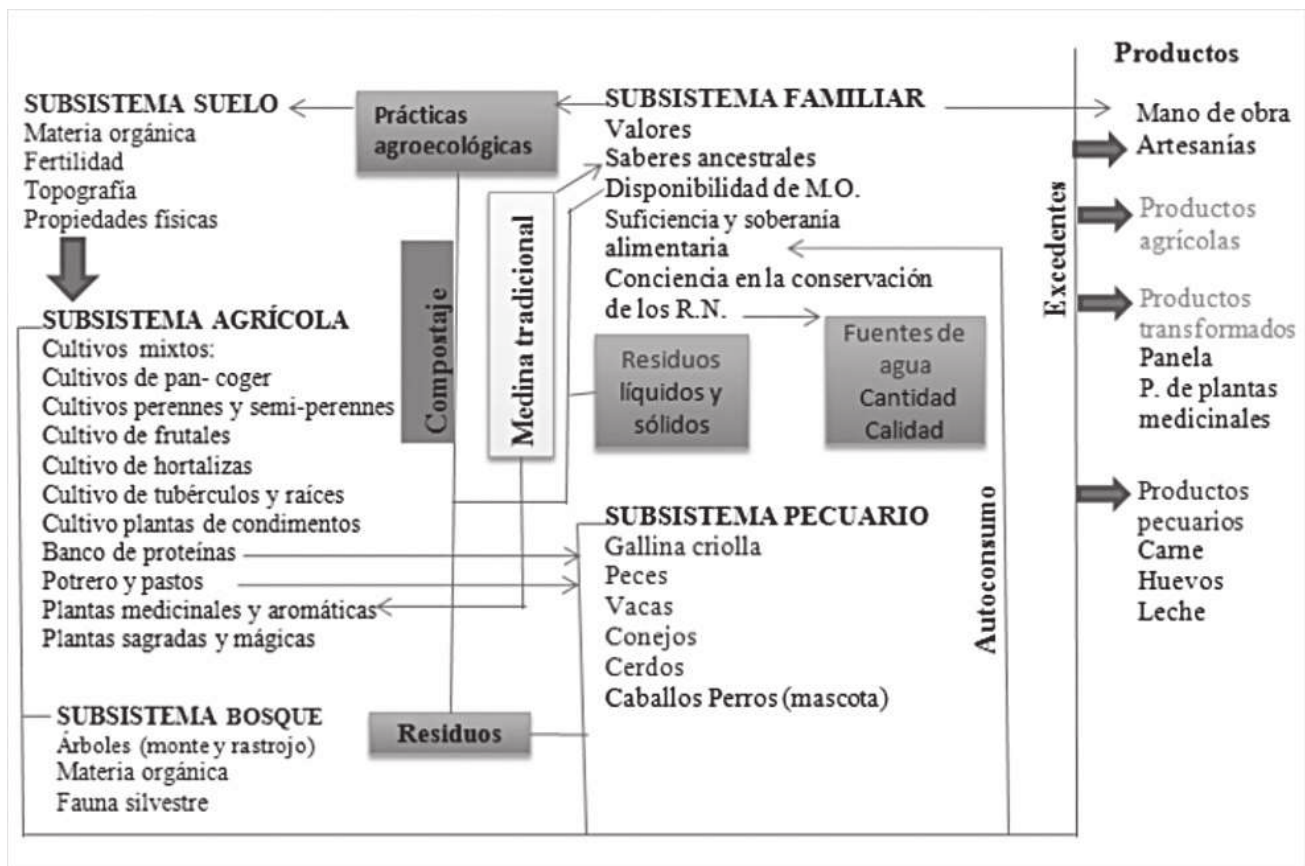 SUBSISTEMA SUELO
Materia orgánica
Fertilidad
Topografía
Propiedades físicas
Prácticas
agroecológicas
SUBSISTEMA FAMILIAR
Valores
Saberes ancestrales
Disponibilidad de M.O.
Suficiencia y soberanía
alimentaria
Conciencia en la conservación
de los R.N.
Compostaje
Medina tradicional
Residuos
líquidos y
sólidos
Fuentes de
agua
Cantidad
Calidad
SUBSISTEMA AGRÍCOLA
Cultivos mixtos:
Cultivos de pan- coger
Cultivos perennes y semi-perennes
Cultivo de frutales
Cultivo de hortalizas
Cultivo de tubérculos y raíces
Cultivo plantas de condimentos
Banco de proteínas
Potrero y pastos
Plantas medicinales y aromáticas
Plantas sagradas y mágicas
SUBSISTEMA PECUARIO
Gallina criolla
Peces
Vacas
Conejos
Cerdos
Caballos Perros (mascota)
SUBSISTEMA BOSQUE
Árboles (monte y rastrojo)
Materia orgánica
Fauna silvestre
Residuos
Autoconsumo
Excedentes
Productos
Mano de obra
Artesanías
Productos
agrícolas
Productos
transformados
Panela
P. de plantas
medicinales
Productos
pecuarios
Carne
Huevos
Leche